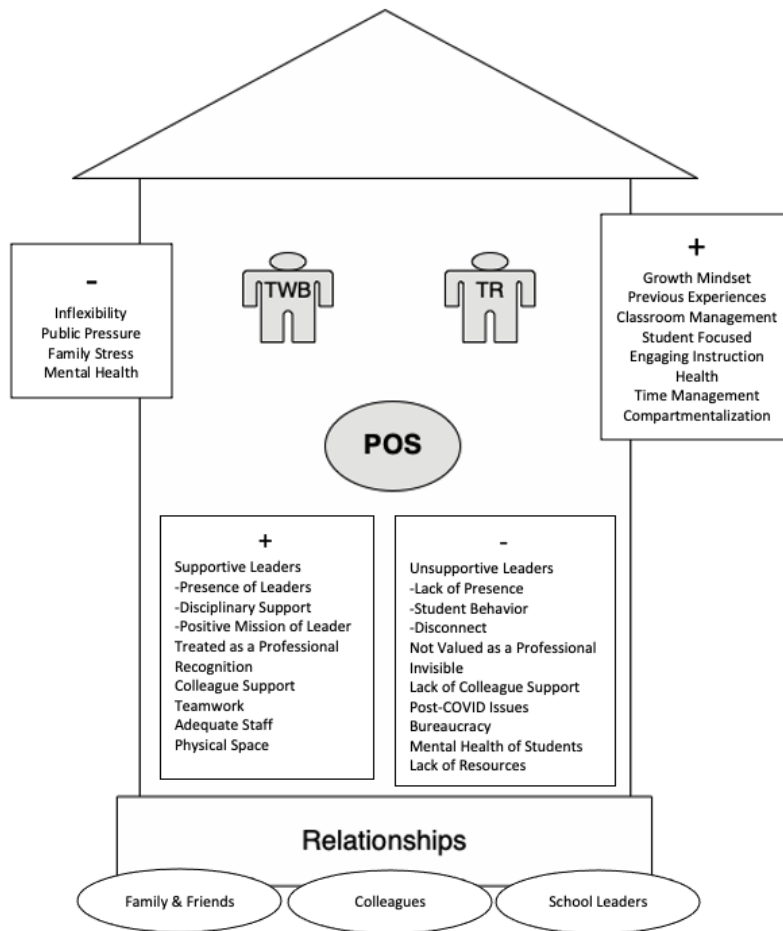 TWB
TR
-
Inflexibility
Public Pressure
Family Stress
Mental Health
+
Growth Mindset
Previous Experiences
Classroom Management
Student Focused
Engaging Instruction
Health
Time Management
Compartmentalization
POS
+
Supportive Leaders
-Presence of Leaders
-Disciplinary Support
-Positive Mission of Leader
Treated as a Professional
Recognition
Colleague Support
Teamwork
Adequate Staff
Physical Space
-
Unsupportive Leaders
-Lack of Presence
-Student Behavior
-Disconnect
Not Valued as a Professional
Invisible
Lack of Colleague Support
Post-COVID Issues
Bureaucracy
Mental Health of Students
Lack of Resources
Relationships
Family & Friends
Colleagues
School Leaders